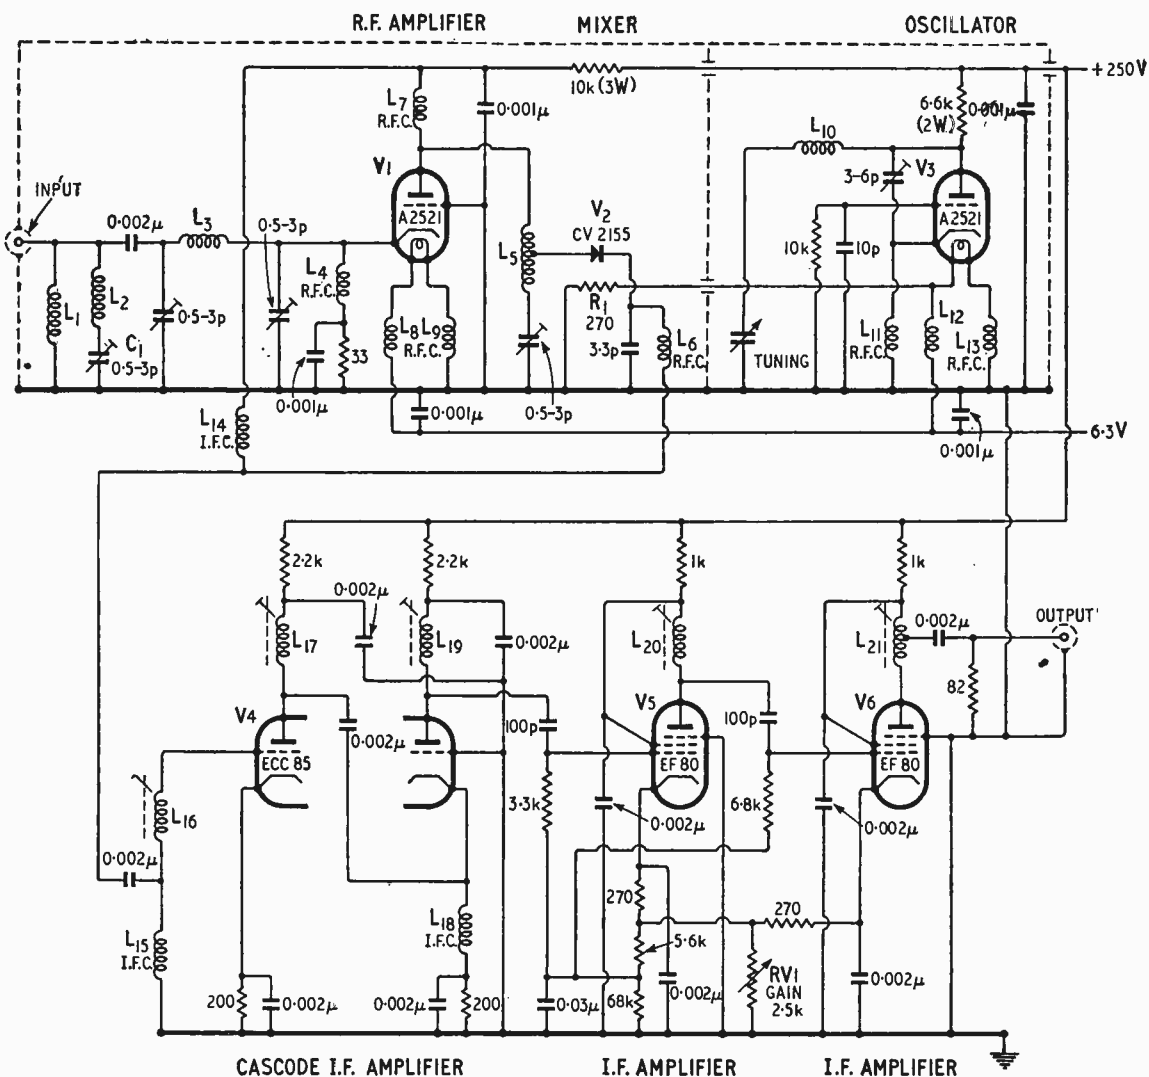 R.F. AMPLIFIER MIXER OSCILLATOR
+250V
10k (3W)
L7
R.F.C.
0·001μ
6·6k
(2W)
0·001μ
L10
V1
3-6p
V3
INPUT
0·002μ
L3
0·5-3p
A2521
V2
CV 2155
A2521
L4
R.F.C.
L5
10k
10p
L1
L2
0·5-3p
C1
0·5-3p
33
L8
L9
R.F.C.
R1
270
3·3p
L6
R.F.C.
TUNING
L11
R.F.C.
L12
L13
R.F.C.
0·001μ
0·001μ
0·5-3p
L14
I.F.C.
6·3V
0·001μ
2·2k
2·2k
1k
1k
0·002μ
L17
L19
0·002μ
L20
L21
0·002μ
OUTPUT
82
V4
V5
V6
ECC 85
0·002μ
100p
EF 80
100p
EF 80
L16
3·3k
0·002μ
6·8k
0·002μ
0·002μ
L15
I.F.C.
L18
I.F.C.
270
270
5·6k
RV1
GAIN
2·5k
200
0·002μ
0·002μ
200
0·03μ
68k
0·002μ
0·002μ
CASCODE I.F. AMPLIFIER I.F. AMPLIFIER I.F. AMPLIFIER